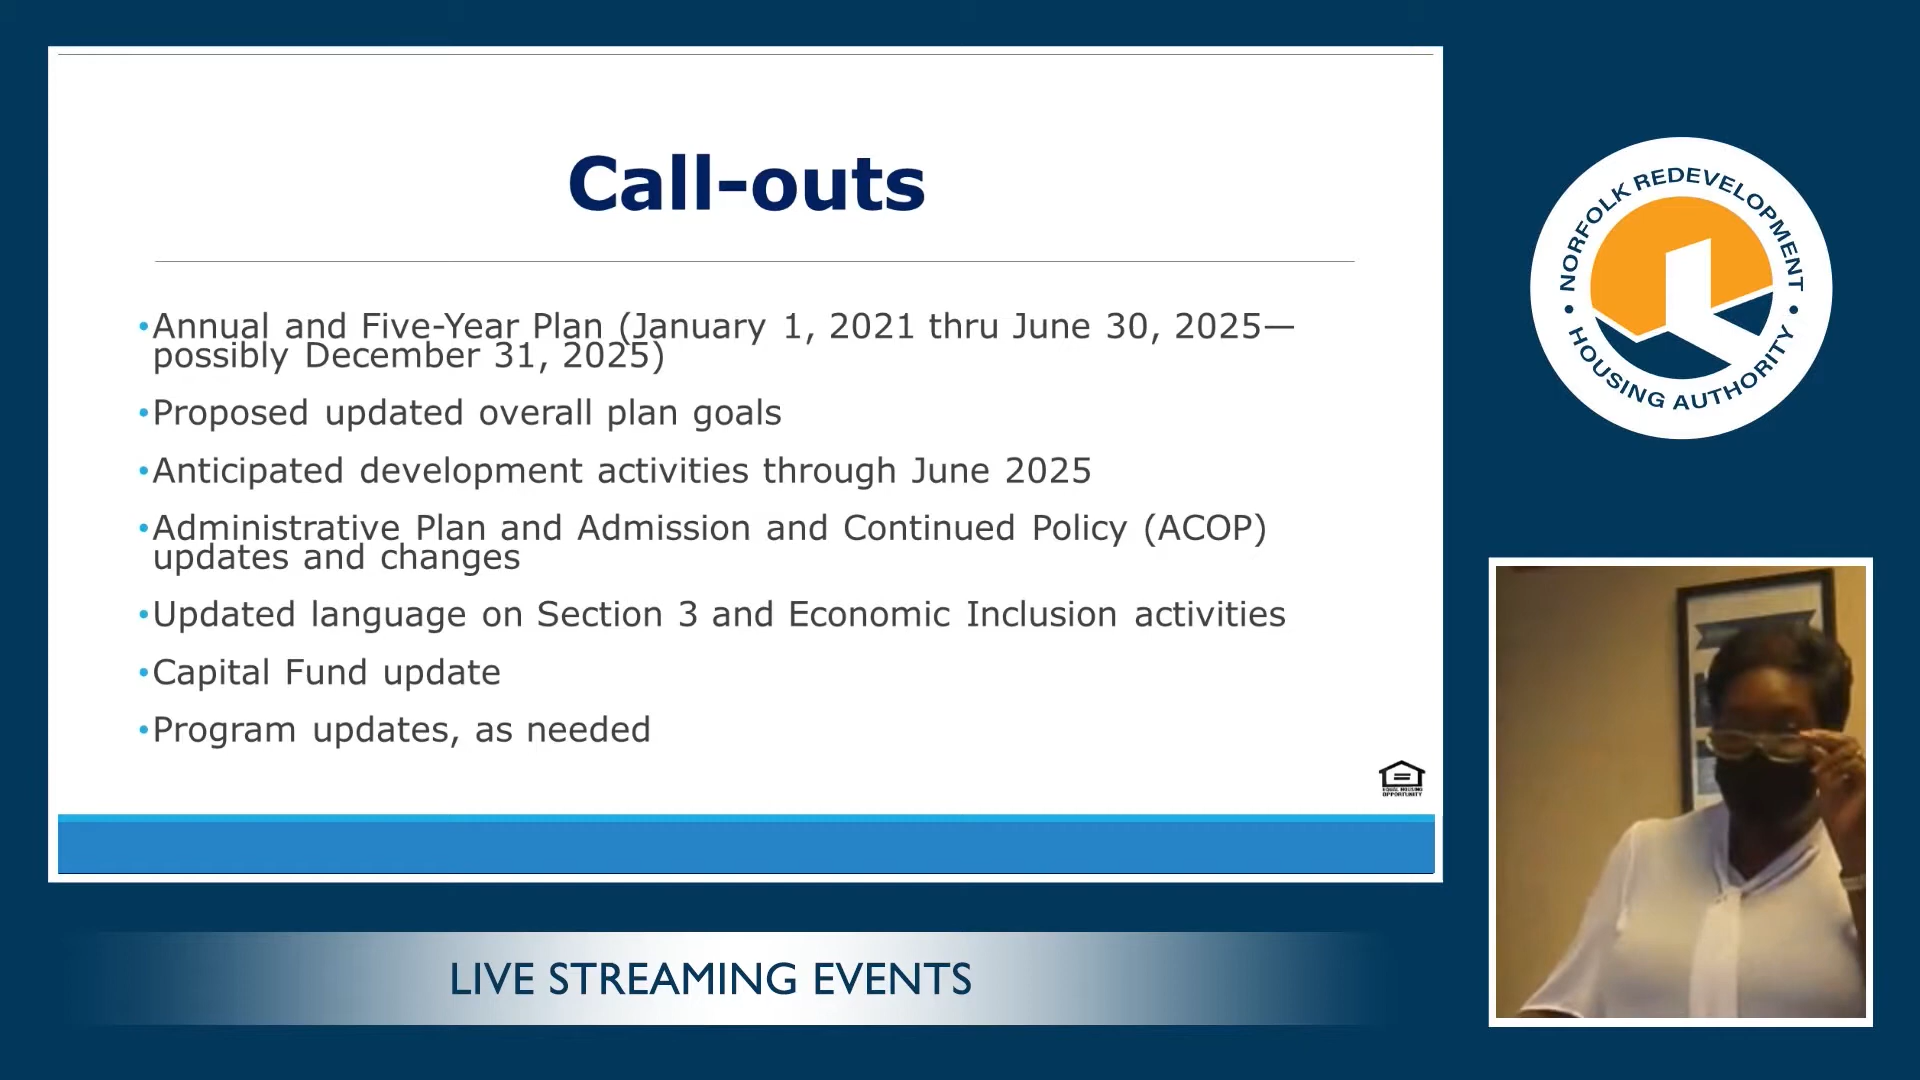 Call-outs
•Annual and Five-Year Plan (January 1, 2021 thru June 30, 2025—
possibly December 31, 2025)
•Proposed updated overall plan goals
•Anticipated development activities through June 2025
•Administrative Plan and Admission and Continued Policy (ACOP)
updates and changes
•Updated language on Section 3 and Economic Inclusion activities
•Capital Fund update
•Program updates, as needed
EQUAL HOUSING
OPPORTUNITY
NORFOLK REDEVELOPMENT
• HOUSING AUTHORITY •
LIVE STREAMING EVENTS